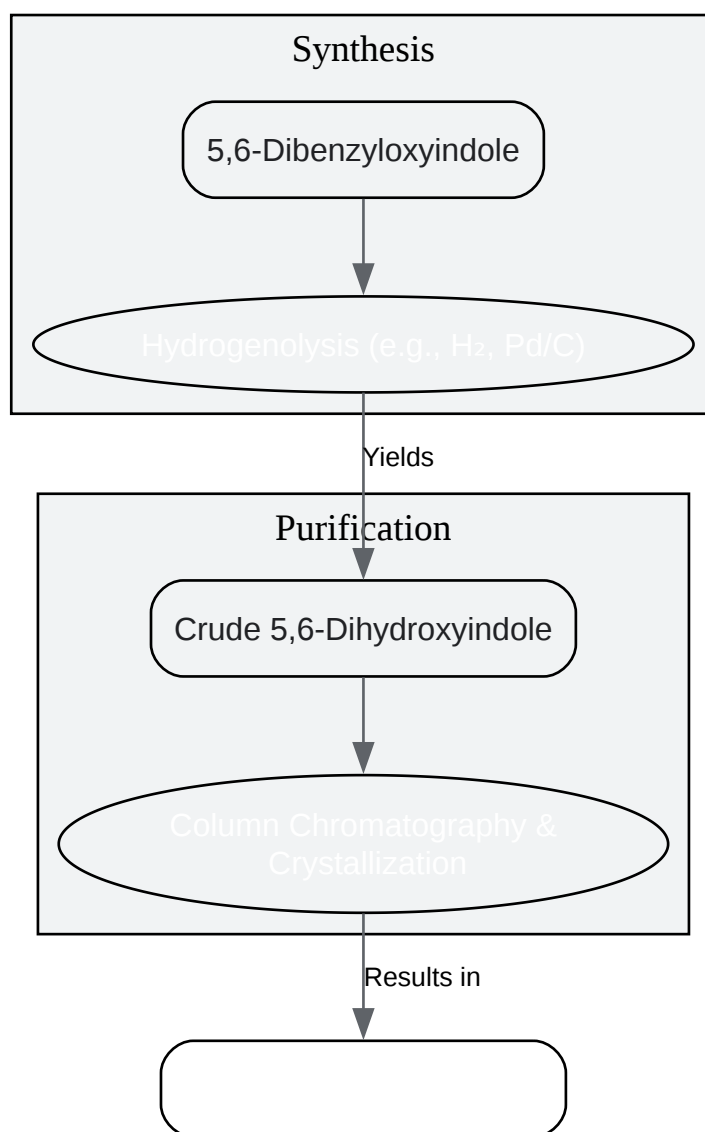 Synthesis
5,6-Dibenzyloxyindole
Hydrogenolysis (e.g., H₂, Pd/C)
Yields
Purification
Crude 5,6-Dihydroxyindole
Column Chromatography &
Crystallization
Results in